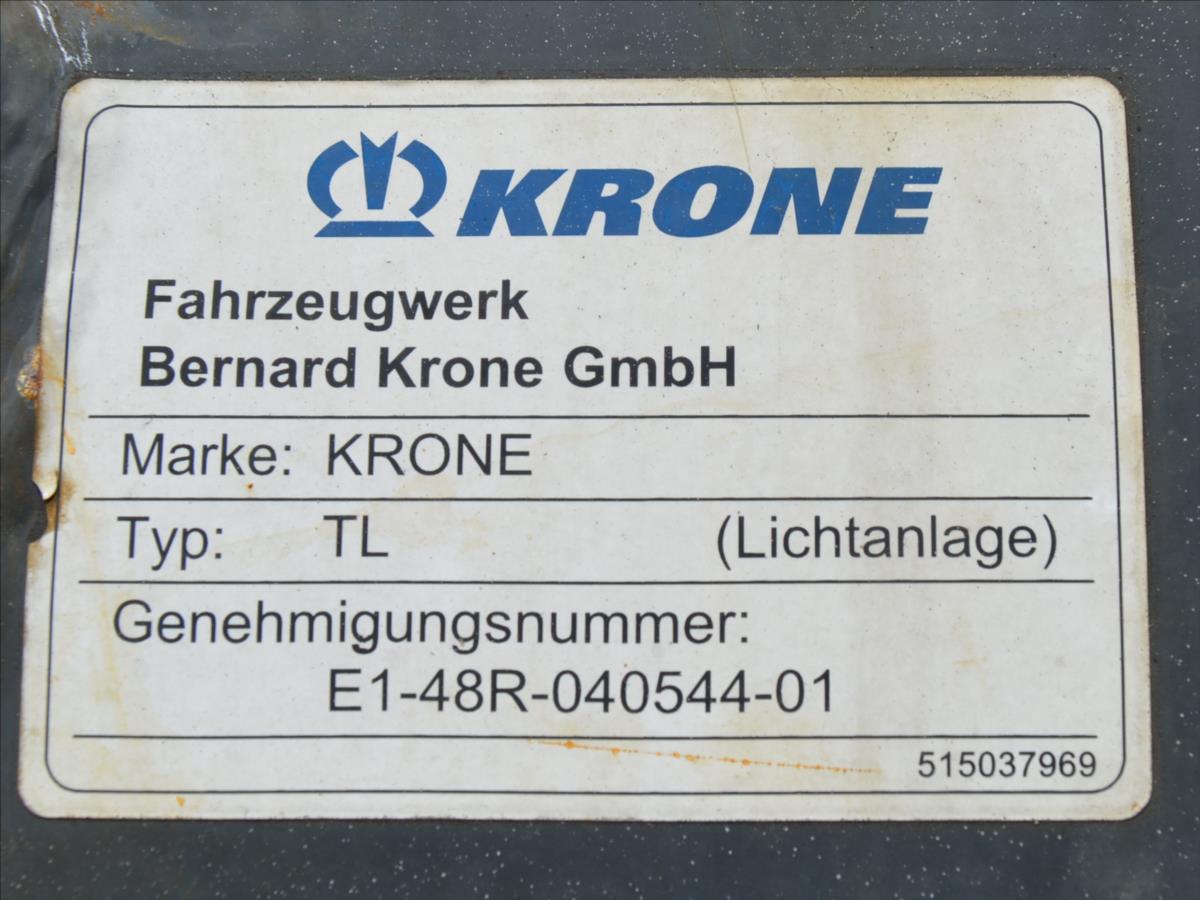 KRONE
Fahrzeugwerk
Bernard Krone GmbH
Marke: KRONE
Typ: TL (Lichtanlage)
Genehmigungsnummer:
E1-48R-040544-01
515037969